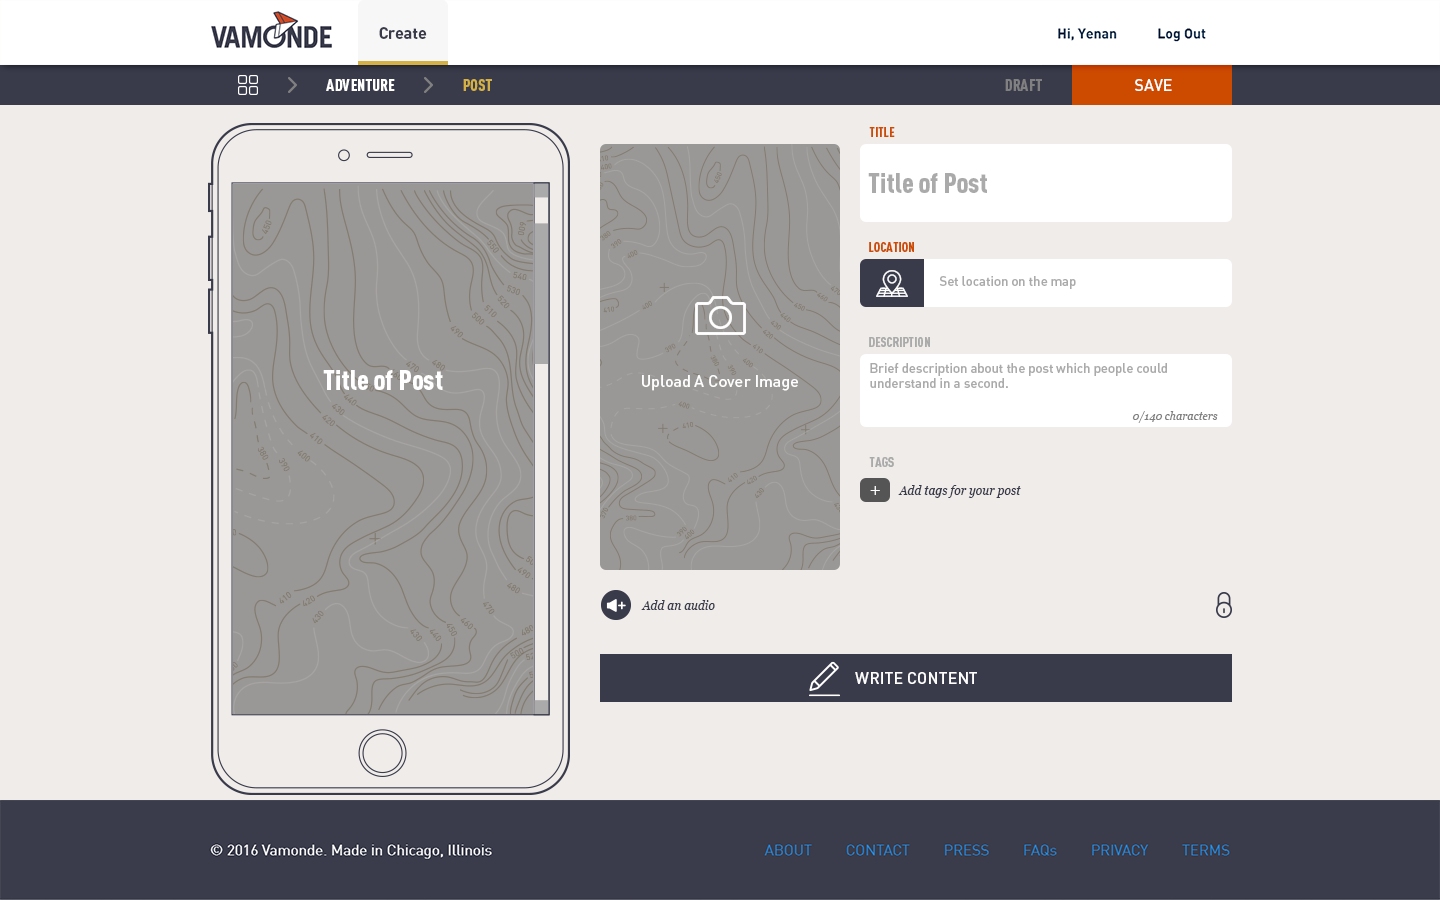 VAMONDE
Create
Hi, Yenan
Log Out
ADVENTURE
POST
DRAFT
SAVE
Title of Post
Upload A Cover Image
TITLE
Title of Post
LOCATION
Set location on the map
DESCRIPTION
Brief description about the post which people could
understand in a second.
0/140 characters
TAGS
+
Add tags for your post
Add an audio
WRITE CONTENT
© 2016 Vamonde. Made in Chicago, Illinois
ABOUT
CONTACT
PRESS
FAQs
PRIVACY
TERMS